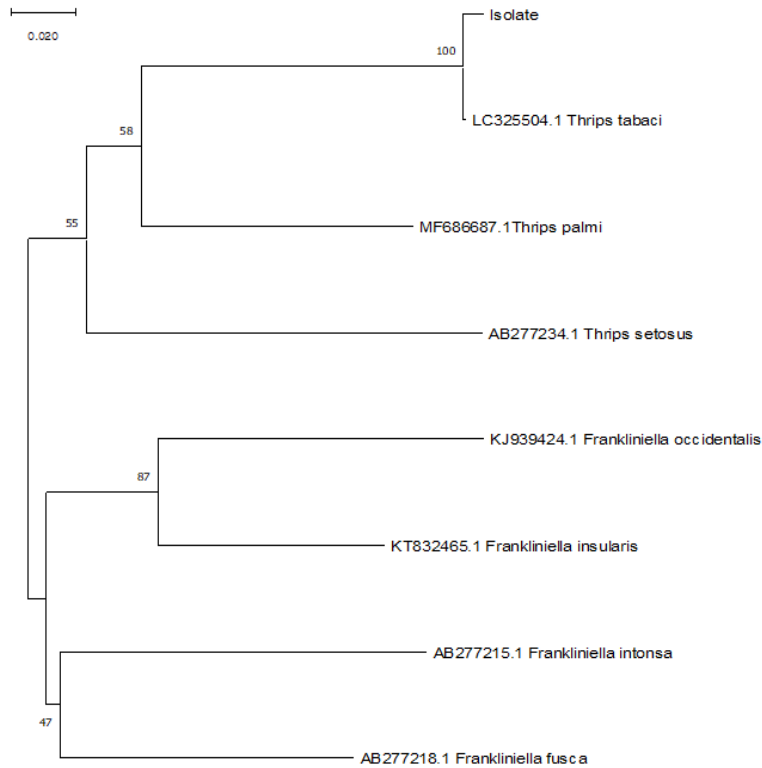 0.020
Isolate
100
LC325504.1 Thrips tabaci
58
MF686687.1Thrips palmi
55
AB277234.1 Thrips setosus
KJ939424.1 Frankliniella occidentalis
87
KT832465.1 Frankliniella insularis
AB277215.1 Frankliniella intonsa
47
AB277218.1 Frankliniella fusca